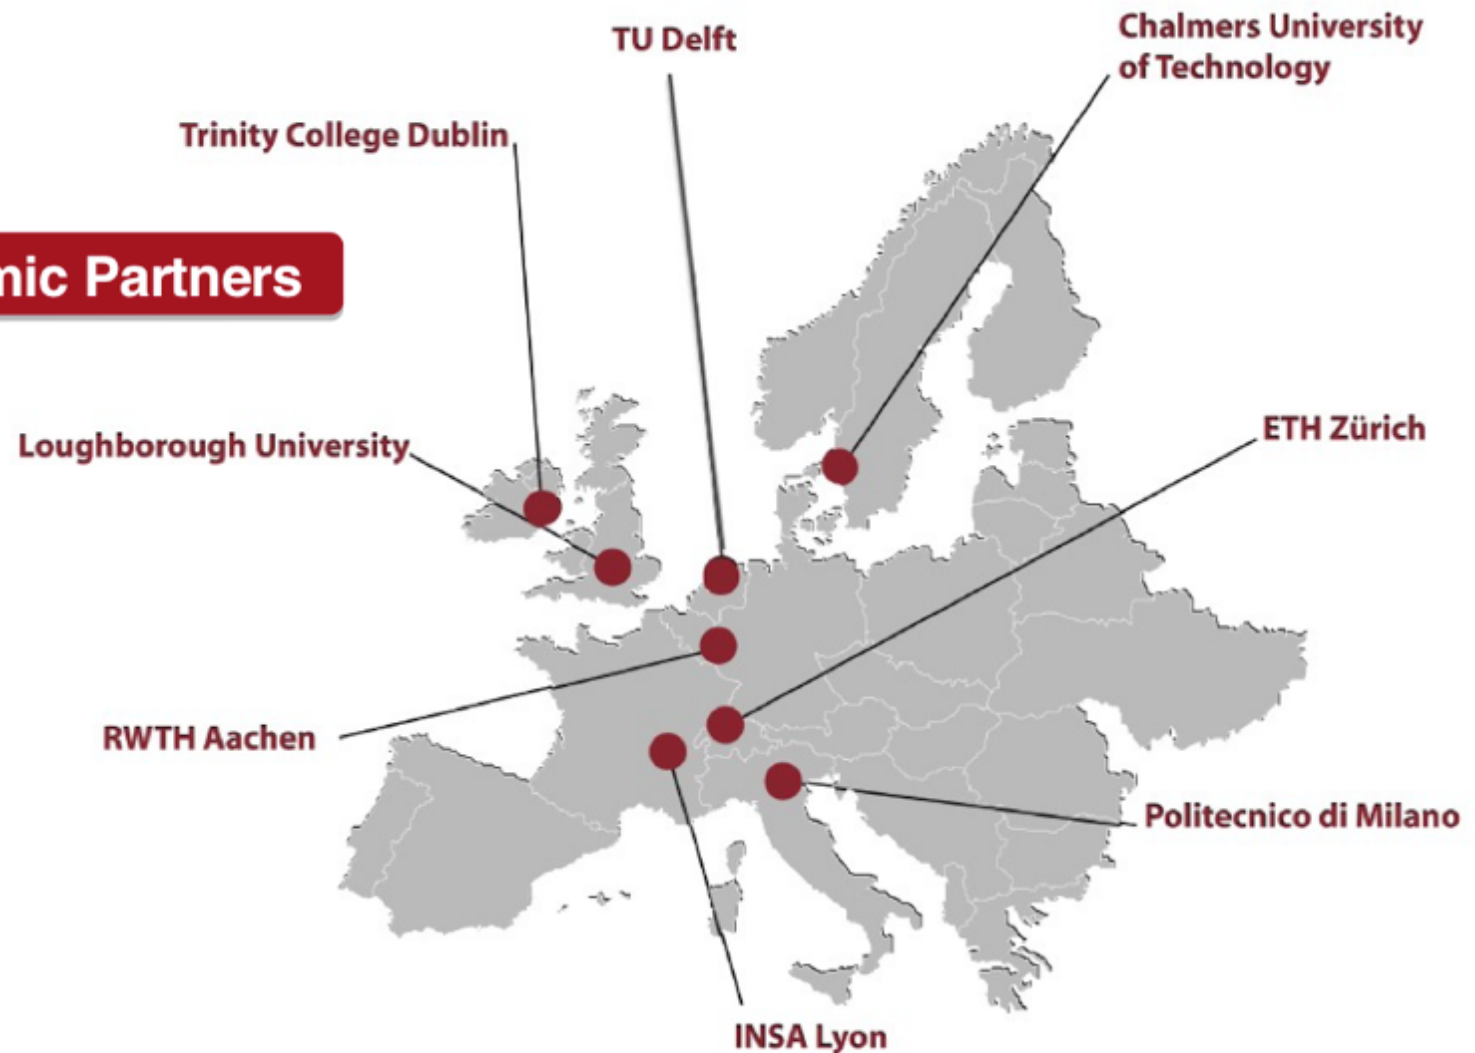 TU Delft
Chalmers University
of Technology
Trinity College Dublin
mic Partners
Loughborough University
ETH Zürich
RWTH Aachen
Politecnico di Milano
INSA Lyon